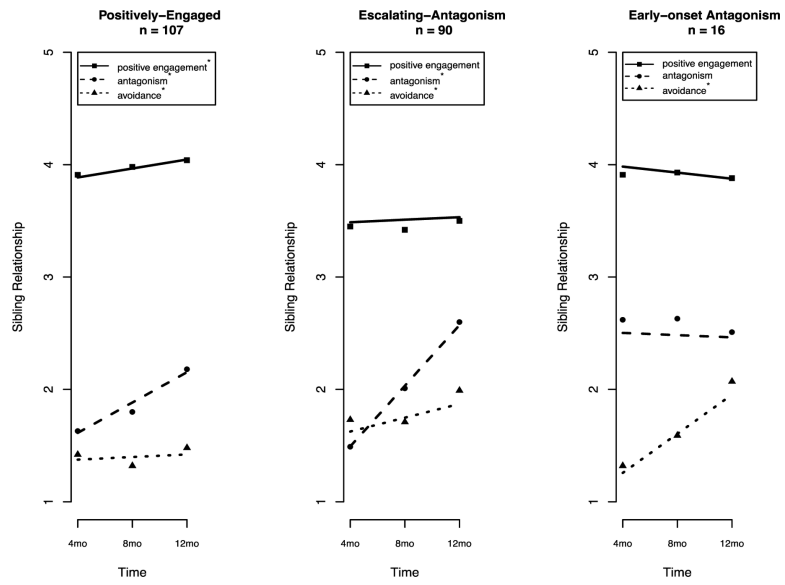 Positively−Engaged
n = 107
positive engagement*
antagonism*
avoidance*
5
4
3
2
1
Sibling Relationship
4mo 8mo 12mo
Time
Escalating−Antagonism
n = 90
positive engagement
antagonism*
avoidance*
5
4
3
2
1
Sibling Relationship
4mo 8mo 12mo
Time
Early−onset Antagonism
n = 16
positive engagement
antagonism
avoidance*
5
4
3
2
1
Sibling Relationship
4mo 8mo 12mo
Time